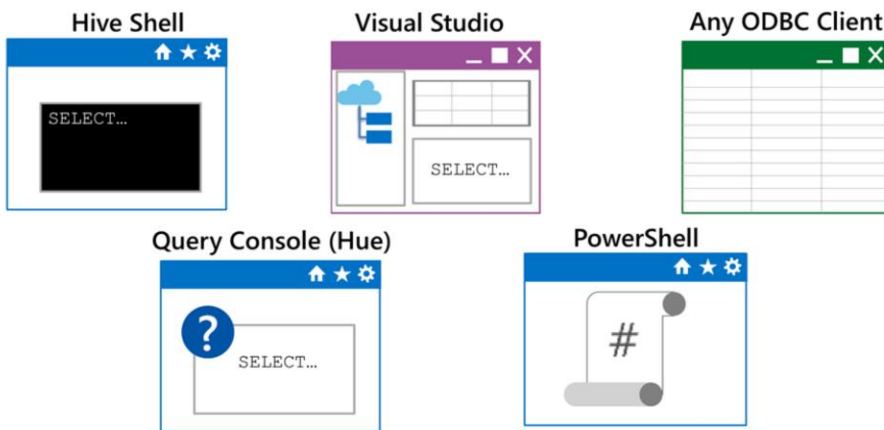 Hive Shell
Visual Studio
Any ODBC Client
SELECT...
SELECT...
Query Console (Hue)
PowerShell
?
SELECT...
#